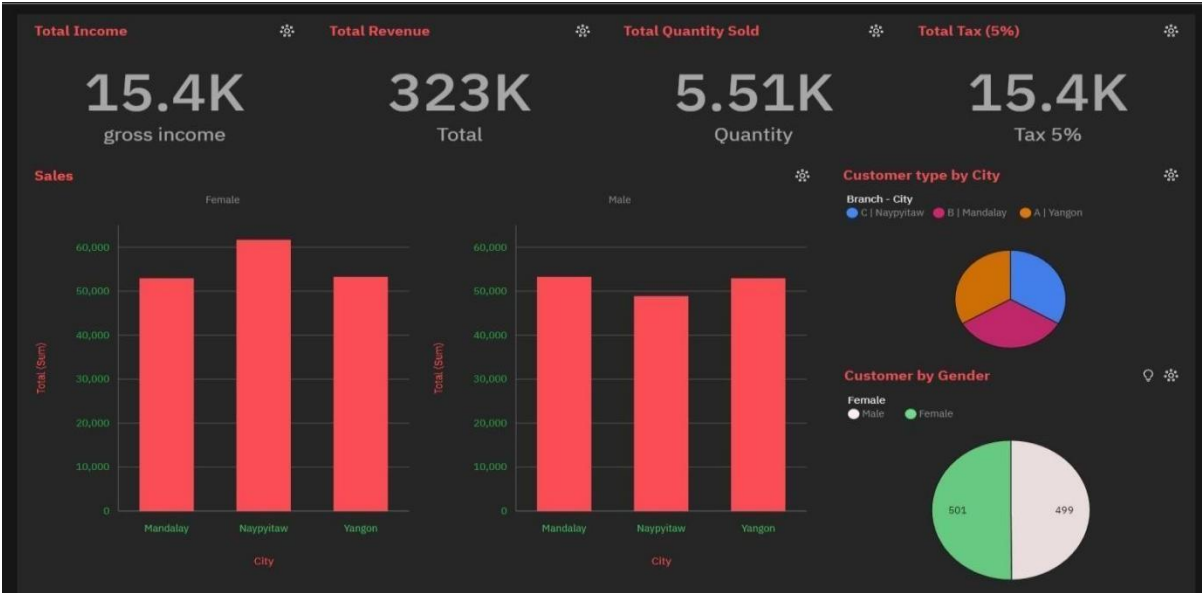 Total Income
15.4K
gross income
Total Revenue
323K
Total
Total Quantity Sold
5.51K
Quantity
Total Tax (5%)
15.4K
Tax 5%
Sales
Female
60,000
50,000
40,000
30,000
20,000
10,000
0
Total (Sum)
Mandalay Naypyitaw Yangon
City
Male
60,000
50,000
40,000
30,000
20,000
10,000
0
Total (Sum)
Mandalay Naypyitaw Yangon
City
Customer type by City
Branch - City
C | Naypyitaw B | Mandalay A | Yangon
Customer by Gender
Female
Male Female
501 499